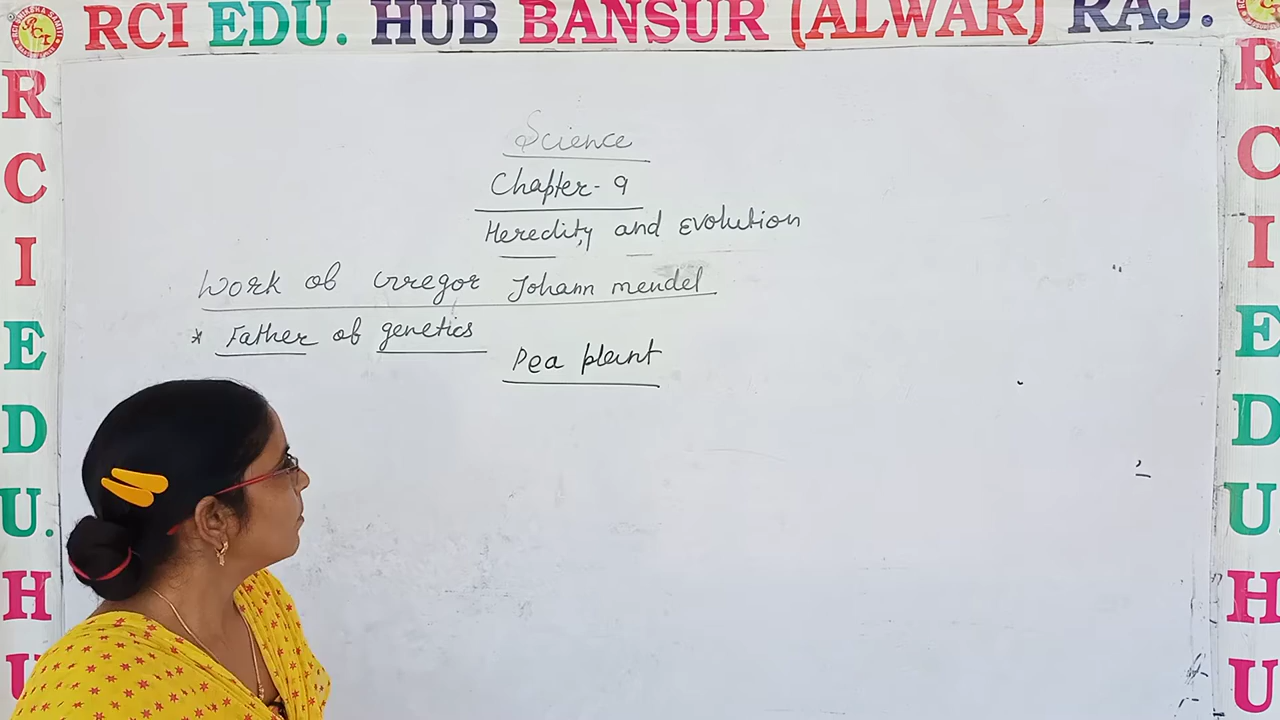 RCI EDU. HUB BANSUR (ALWAR) RAJ.
Science
Chapter - 9
Heredity and Evolution
Work of Gregor Johann mendel
* Father of genetics
Pea plant
R
C
I
E
D
U.
H
U
R
C
I
E
D
U
H
U